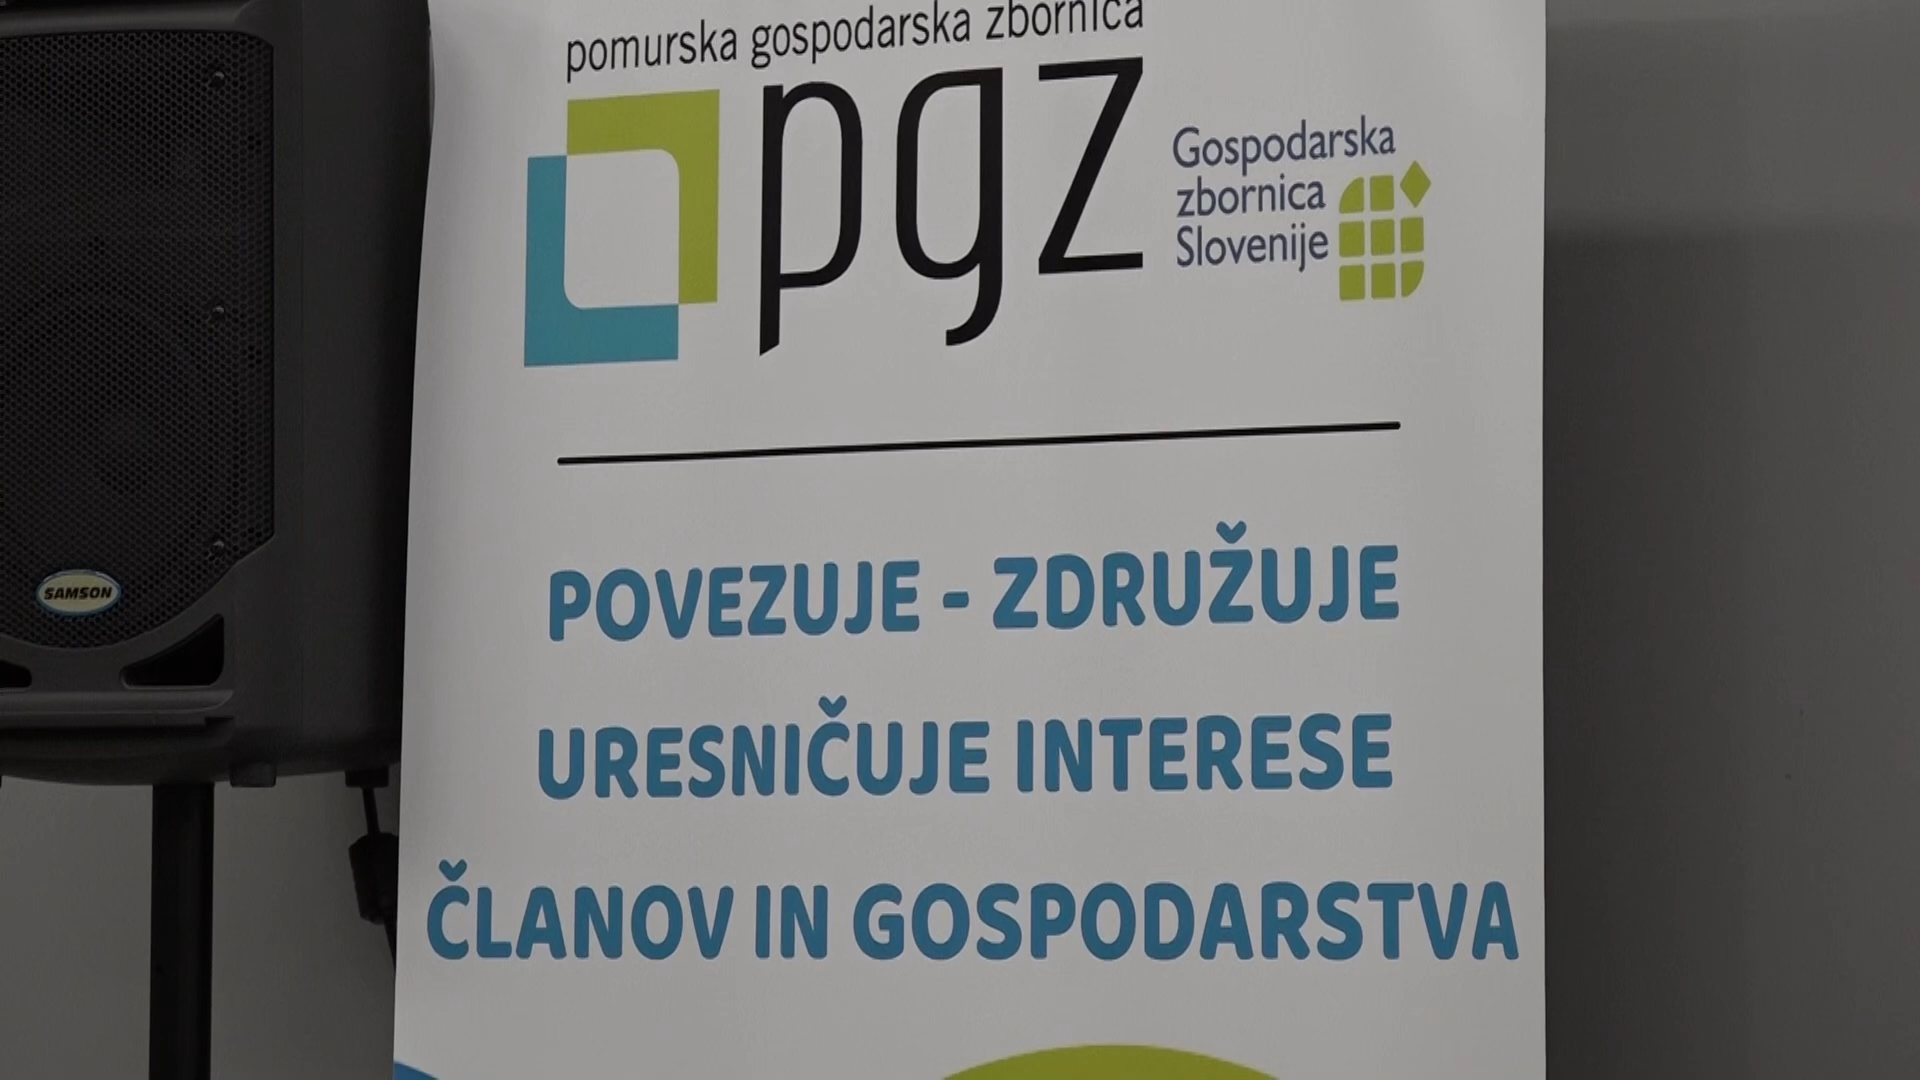 pomurska gospodarska zbornica
pgz
Gospodarska
zbornica
Slovenije
SAMSON
POVEZUJE - ZDRUŽUJE
URESNIČUJE INTERESE
ČLANOV IN GOSPODARSTVA